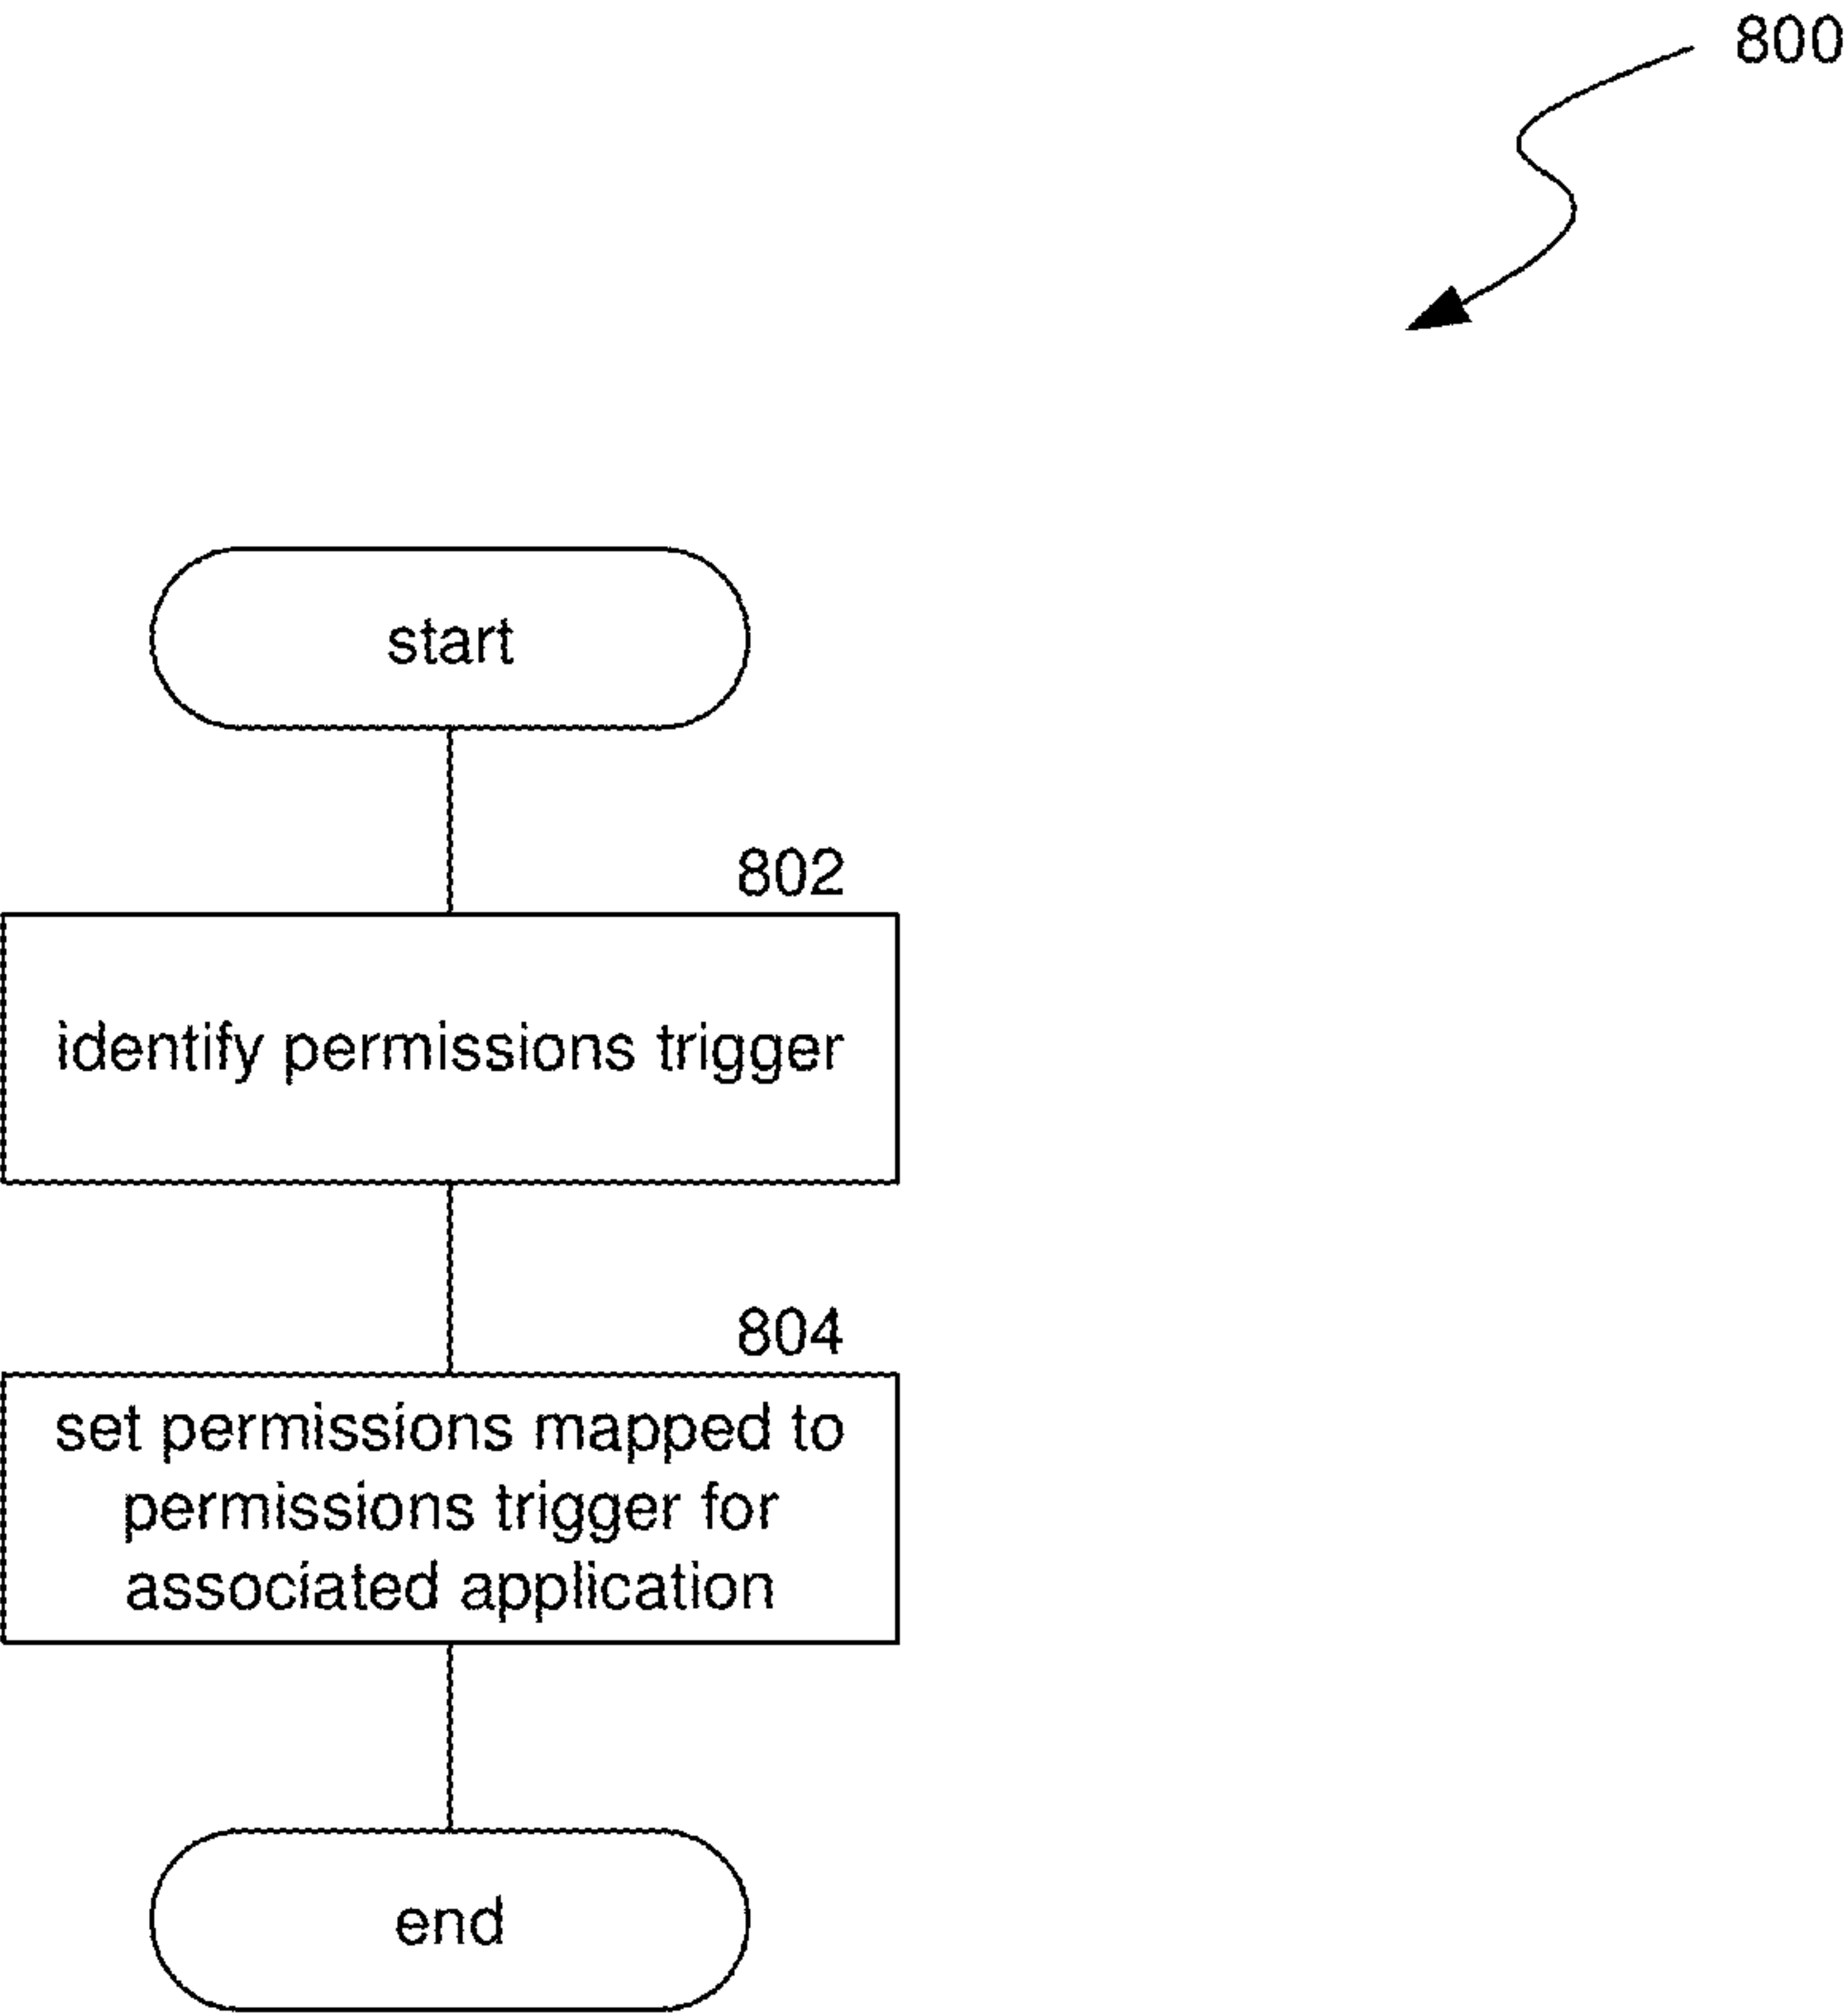 800
start
802
identify permissions trigger
804
set permissions mapped to
permissions trigger for
associated application
end